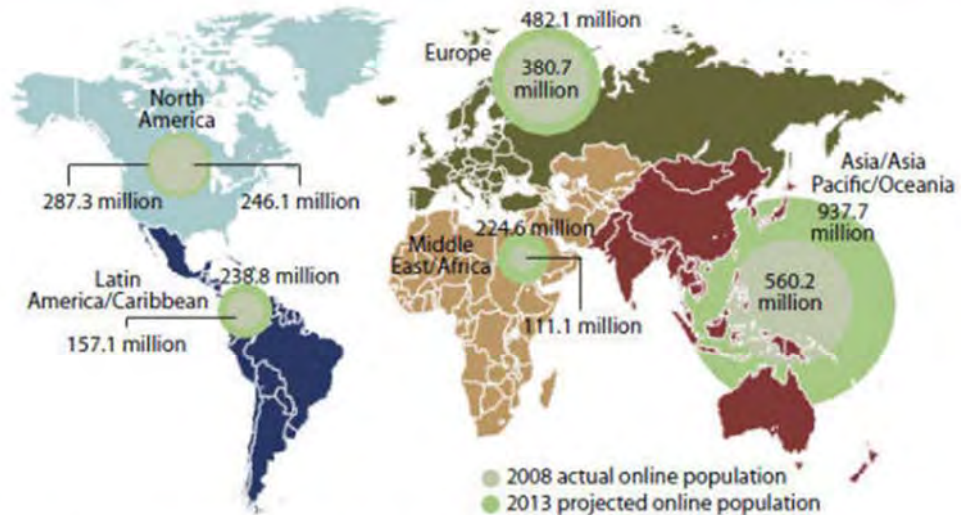 482.1 million
Europe
380.7
million
North
America
287.3 million
246.1 million
Asia/Asia
Pacific/Oceania
937.7
million
224.6 million
Middle
East/Africa
560.2
million
111.1 million
Latin
America/Caribbean
238.8 million
157.1 million
2008 actual online population
2013 projected online population